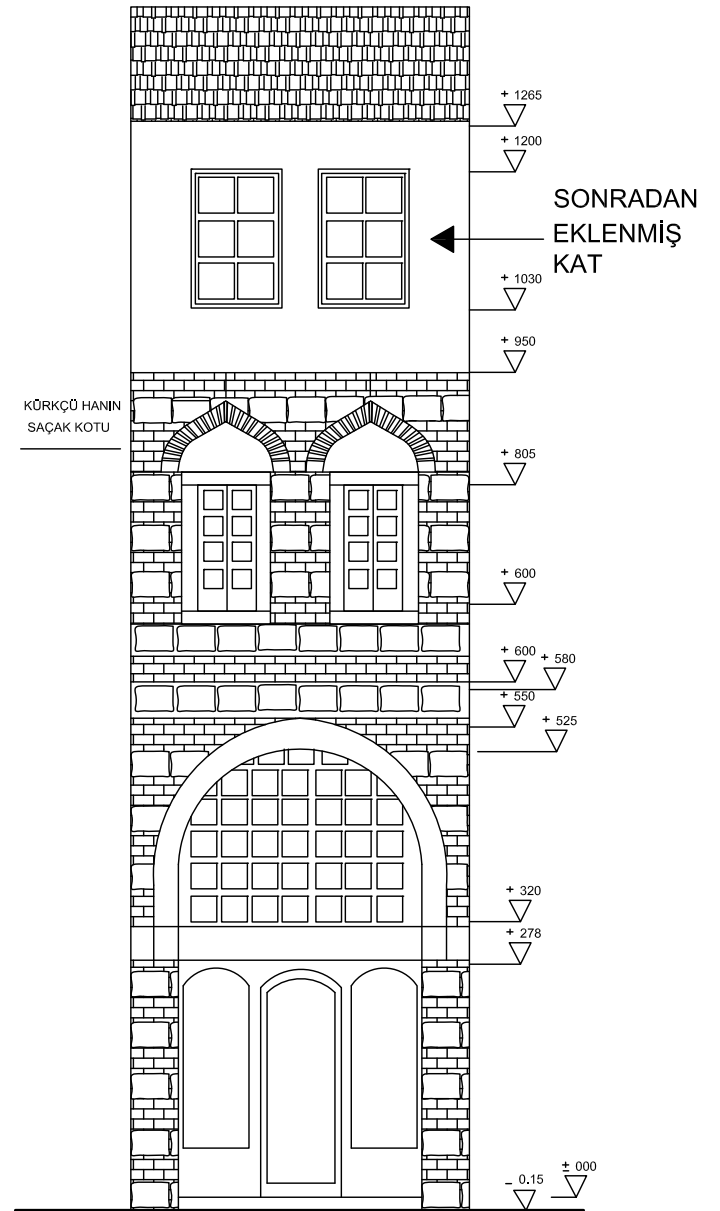 + 1265
+ 1200
SONRADAN
EKLENMİŞ
KAT
+ 1030
+ 950
KÜRKÇÜ HANIN
SAÇAK KOTU
+ 805
+ 600
+ 600
+ 580
+ 550
+ 525
+ 320
+ 278
± 000
- 0.15